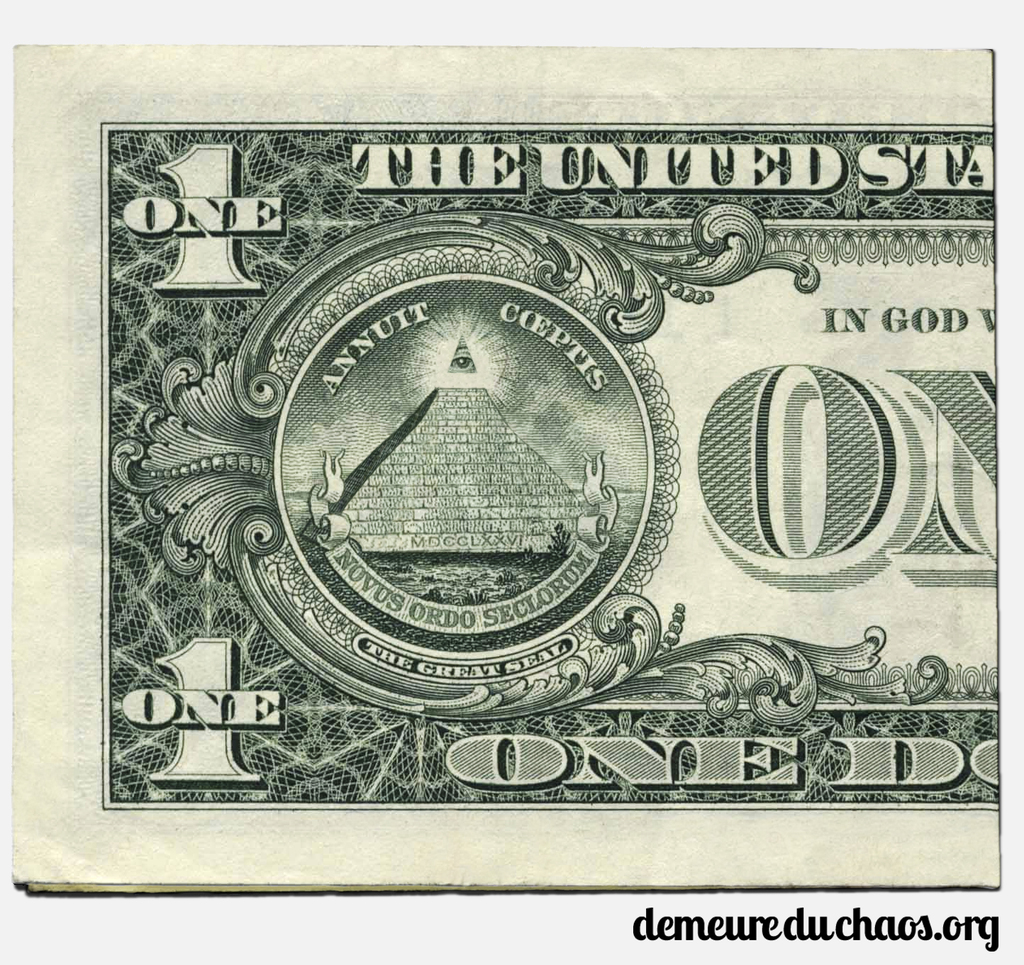 THE UNITED STA
1
ONE
IN GOD W
ANNUIT CŒPTIS
ON
MDCCLXXVI
NOVUS ORDO SECLORUM
THE GREAT SEAL
1
ONE
ONE DO
demeureduchaos.org